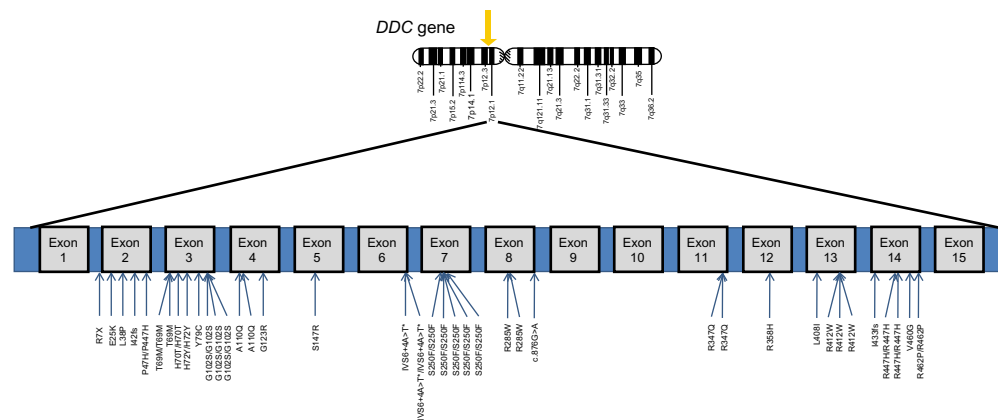 DDC gene
7p22.2
7p21.3
7p21.1
7p15.2
7p114.3
7p14.1
7p12.3
7p12.1
7q11.22
7q121.11
7q21.13
7q21.3
7q22.2
7q31.1
7q31.31
7q31.33
7q32.2
7q33
7q35
7q36.2
Exon
1
Exon
2
Exon
3
Exon
4
Exon
5
Exon
6
Exon
7
Exon
8
Exon
9
Exon
10
Exon
11
Exon
12
Exon
13
Exon
14
Exon
15
R7X
E25K
L38P
I42fs
P47H/R447H
T69M/T69M
T69M
H70T/H70T
H72Y/H72Y
Y79C
G102S/G102S
G102S/G102S
G102S/G102S
A110Q
A110Q
G123R
S147R
IVS6+4A>T*
IVS6+4A>T*/IVS6+4A>T*
S250F/S250F
S250F/S250F
S250F/S250F
S250F/S250F
S250F/S250F
R285W
R285W
c.876G>A
R347Q
R347Q
R358H
L408I
R412W
R412W
R412W
I433fs
R447H/R447H
R447H/R447H
V460G
R462P/R462P